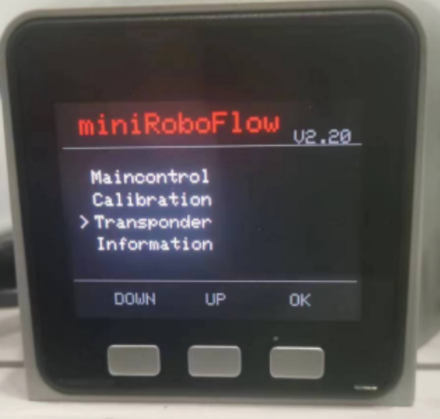 miniRoboFlow V2.20
Maincontrol
Calibration
> Transponder
Information
DOWN UP OK